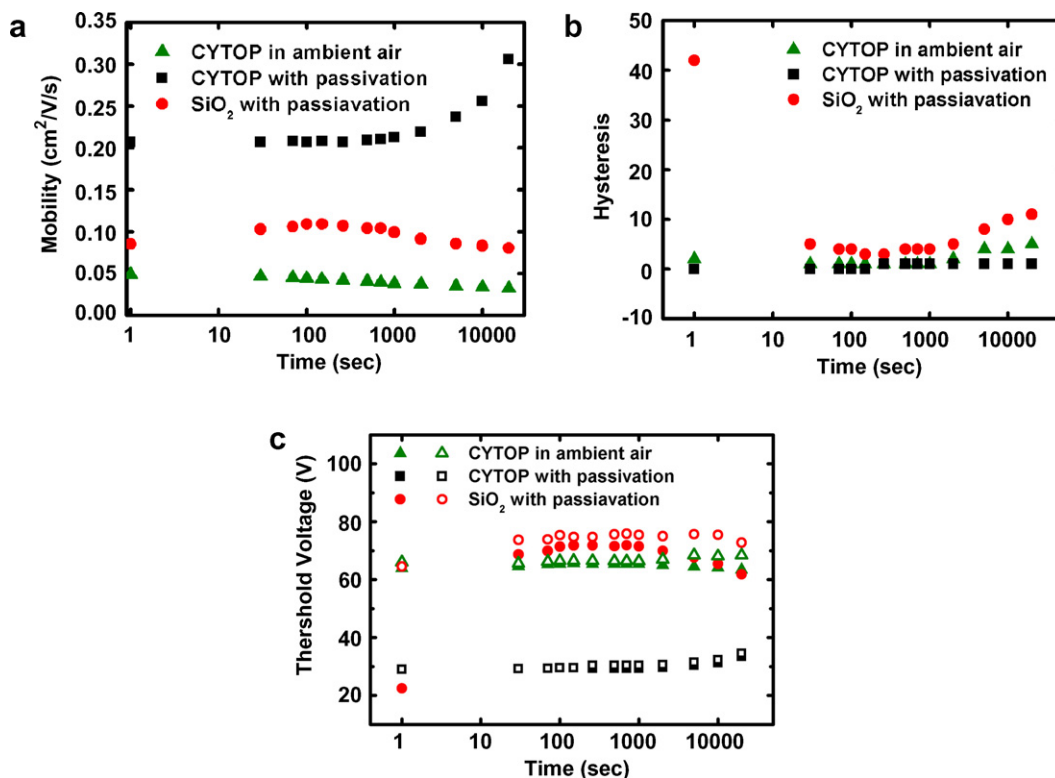 a
CYTOP in ambient air
CYTOP with passivation
SiO2 with passiavation
Mobility (cm2/V/s)
0.35
0.30
0.25
0.20
0.15
0.10
0.05
0.00
1 10 100 1000 10000
Time (sec)
b
CYTOP in ambient air
CYTOP with passivation
SiO2 with passiavation
Hysteresis
50
40
30
20
10
0
-10
1 10 100 1000 10000
Time (sec)
c
CYTOP in ambient air
CYTOP with passivation
SiO2 with passiavation
Thershold Voltage (V)
100
80
60
40
20
1 10 100 1000 10000
Time (sec)